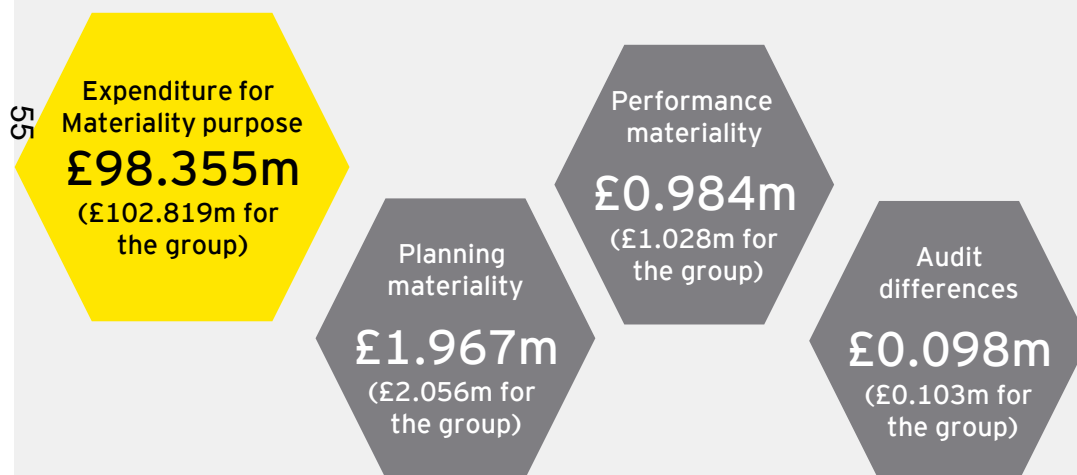 55
Expenditure for
Materiality purpose
£98.355m
(£102.819m for
the group)
Planning
materiality
£1.967m
(£2.056m for
the group)
Performance
materiality
£0.984m
(£1.028m for
the group)
Audit
differences
£0.098m
(£0.103m for
the group)